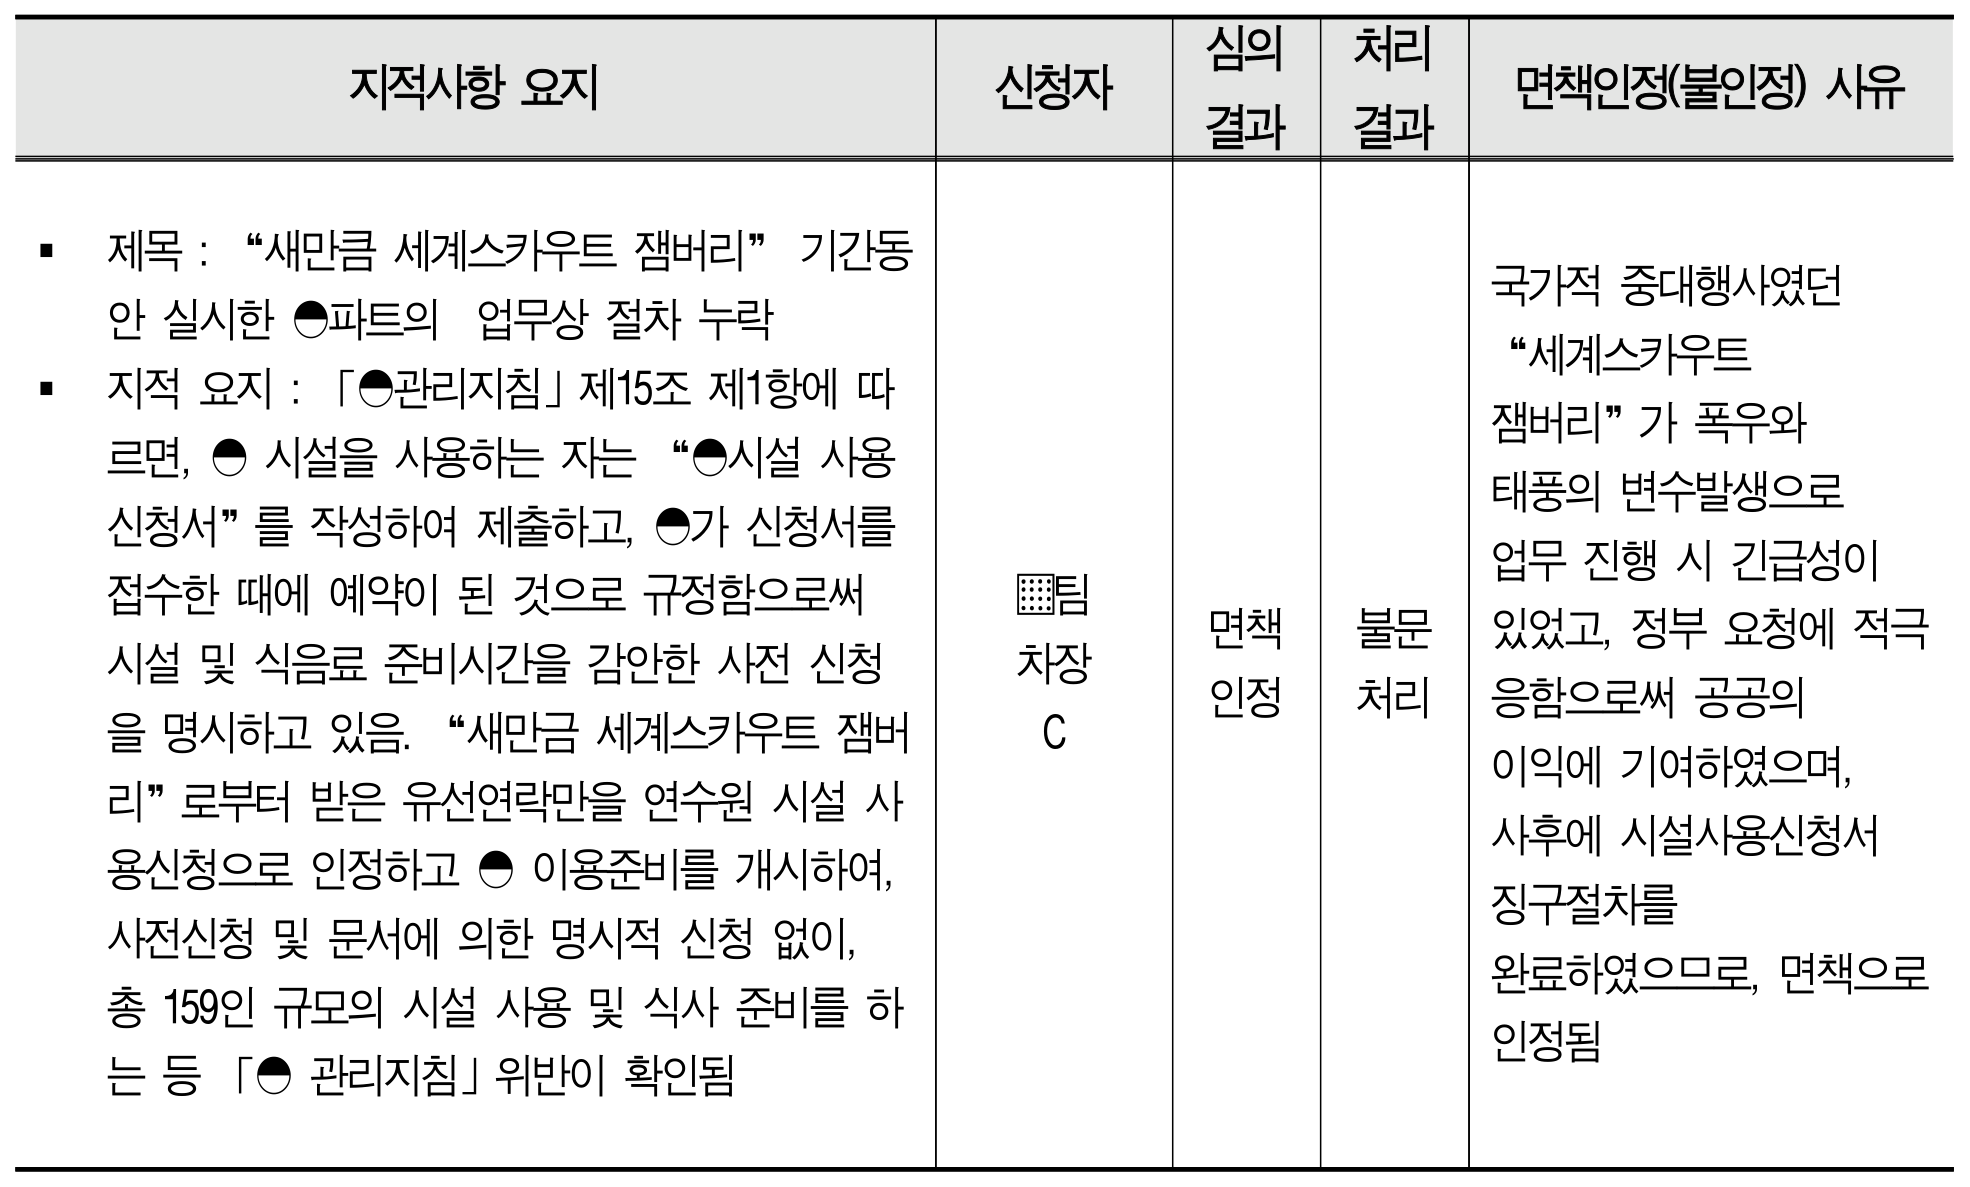 지적사항 요지
신청자
심의
결과
처리
결과
면책인정(불인정) 사유
▪ 제목 : “새만큼 세계스카우트 잼버리” 기간동
안 실시한 ◓파트의 업무상 절차 누락
▪ 지적 요지 : 「◓관리지침」제15조 제1항에 따
르면, ◓ 시설을 사용하는 자는 “◓시설 사용
신청서”를 작성하여 제출하고, ◓가 신청서를
접수한 때에 예약이 된 것으로 규정함으로써
시설 및 식음료 준비시간을 감안한 사전 신청
을 명시하고 있음. “새만금 세계스카우트 잼버
리”로부터 받은 유선연락만을 연수원 시설 사
용신청으로 인정하고 ◓ 이용준비를 개시하여,
사전신청 및 문서에 의한 명시적 신청 없이,
총 159인 규모의 시설 사용 및 식사 준비를 하
는 등 「◓ 관리지침」위반이 확인됨
▦팀
차장
C
면책
인정
불문
처리
국가적 중대행사였던
“세계스카우트
잼버리”가 폭우와
태풍의 변수발생으로
업무 진행 시 긴급성이
있었고, 정부 요청에 적극
응함으로써 공공의
이익에 기여하였으며,
사후에 시설사용신청서
징구절차를
완료하였으므로, 면책으로
인정됨